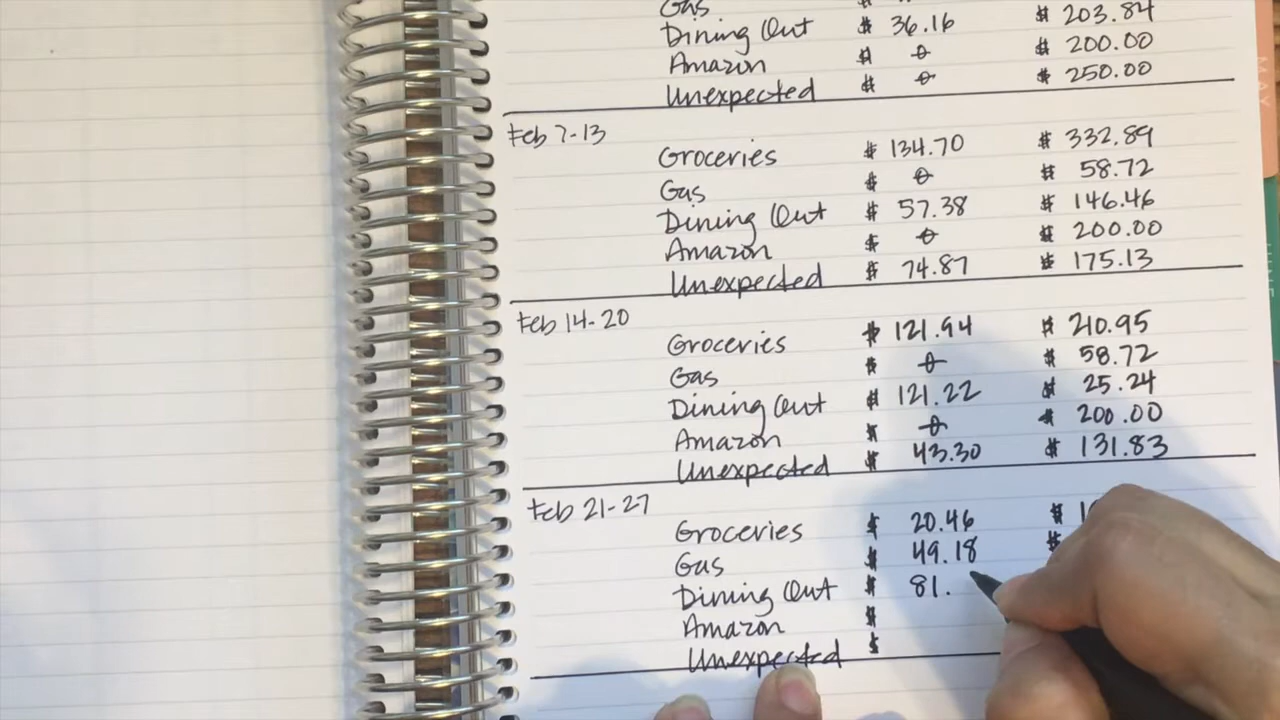 Gas
Dining Out $ 36.16 $ 203.84
Amazon $ 0 $ 200.00
Unexpected $ 0 $ 250.00
Feb 7-13
Groceries $ 134.70 $ 332.89
Gas $ 0 $ 58.72
Dining Out $ 57.38 $ 146.46
Amazon $ 0 $ 200.00
Unexpected $ 74.87 $ 175.13
Feb 14-20
Groceries $ 121.94 $ 210.95
Gas $ 0 $ 58.72
Dining Out $ 121.22 $ 25.24
Amazon $ 0 $ 200.00
Unexpected $ 43.30 $ 131.83
Feb 21-27
Groceries $ 20.46 $
Gas $ 49.18 $
Dining Out $ 81.
Amazon $
Unexpected $
MAY
JUNE